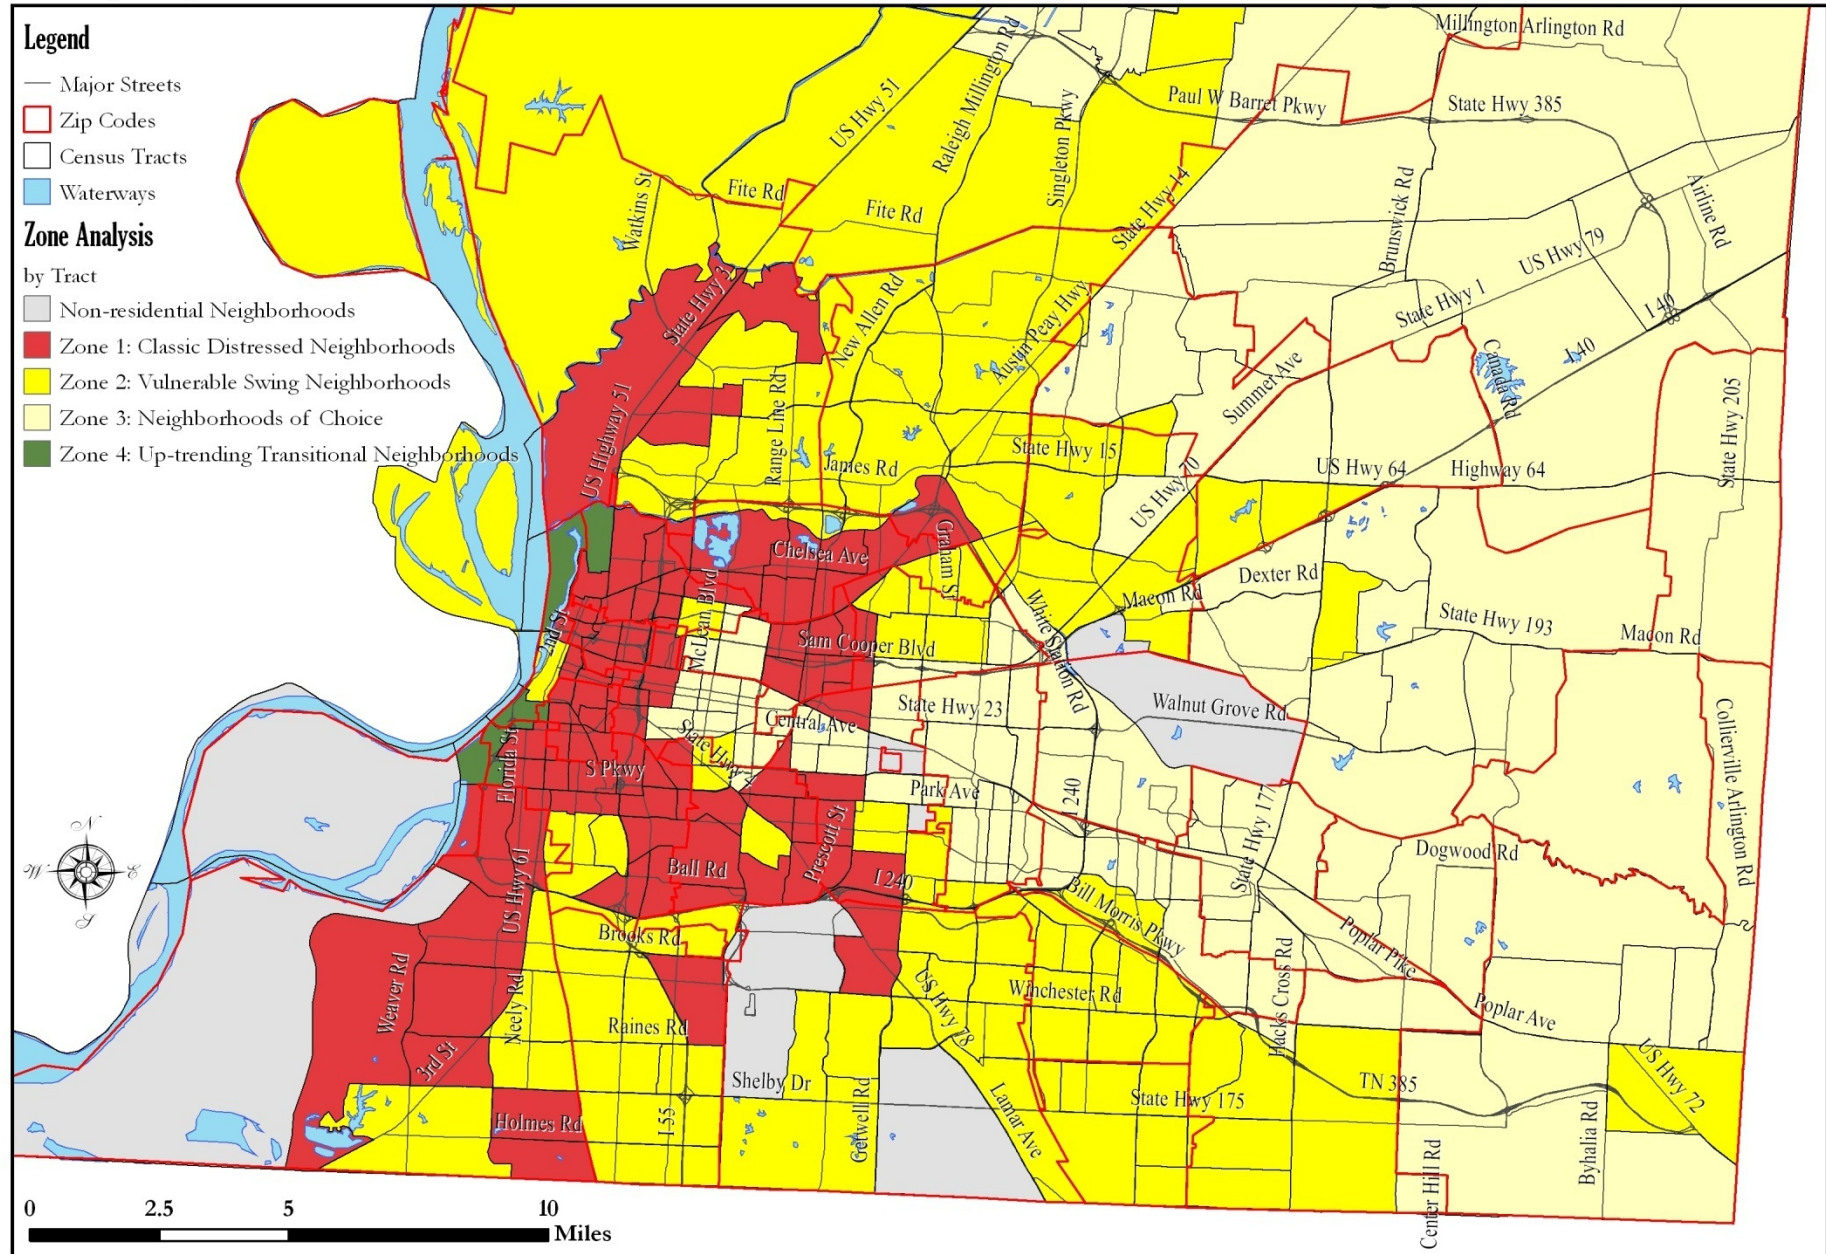 Legend
Major Streets
Zip Codes
Census Tracts
Waterways
Zone Analysis
by Tract
Non-residential Neighborhoods
Zone 1: Classic Distressed Neighborhoods
Zone 2: Vulnerable Swing Neighborhoods
Zone 3: Neighborhoods of Choice
Zone 4: Up-trending Transitional Neighborhoods
Millington Arlington Rd
Raleigh Millington Rd
US Hwy 51
Singleton Pkwy
Paul W Barret Pkwy
State Hwy 385
Watkins St
Fite Rd
Fite Rd
State Hwy 14
Brunswick Rd
Airline Rd
US Hwy 79
State Hwy 3
New Allen Rd
Austin Peay Hwy
State Hwy 1
I 40
I 40
Canada Rd
Summer Ave
US Highway 51
Range Line Rd
James Rd
State Hwy 15
US Hwy 70
US Hwy 64
Highway 64
State Hwy 205
Chelsea Ave
Graham St
Dexter Rd
Macon Rd
McLean Blvd
2nd St
Sam Cooper Blvd
White Station Rd
State Hwy 193
Macon Rd
State Hwy 23
Walnut Grove Rd
Central Ave
State Hwy 4
Florida St
S Pkwy
Park Ave
I 240
Collierville Arlington Rd
State Hwy 177
Prescott St
Dogwood Rd
Ball Rd
I 240
US Hwy 61
Bill Morris Pkwy
Brooks Rd
Poplar Pike
Weaver Rd
Neely Rd
US Hwy 78
Winchester Rd
Hacks Cross Rd
Raines Rd
Poplar Ave
3rd St
Shelby Dr
Getwell Rd
Lamar Ave
State Hwy 175
TN 385
US Hwy 72
Holmes Rd
I 55
Byhalia Rd
Center Hill Rd
N
W
E
S
0 2.5 5 10
Miles